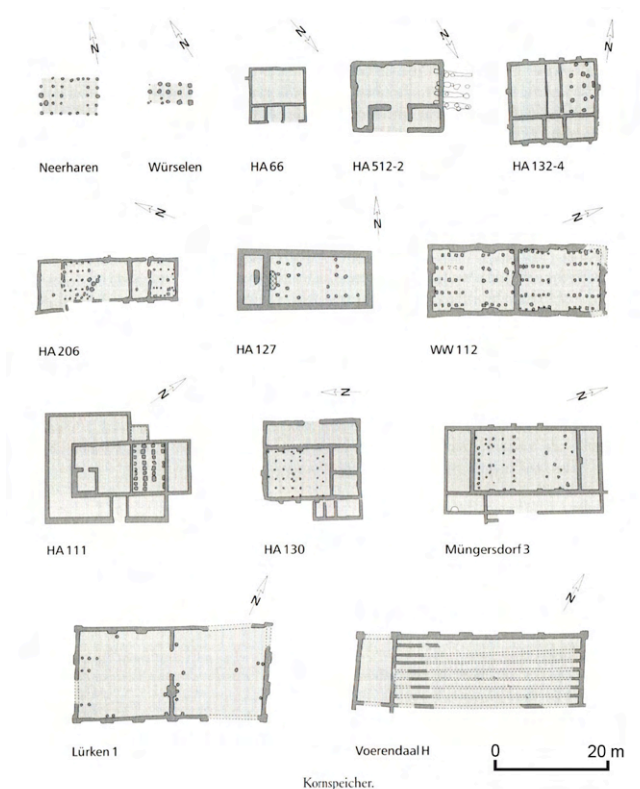 N N N N N
Neerharen Würselen HA 66 HA 512-2 HA 132-4
N N N
HA 206 HA 127 WW 112
N N N
HA 111 HA 130 Müngersdorf 3
N N
Lürken 1 Voerendaal H 0 20 m
Kornspeicher.